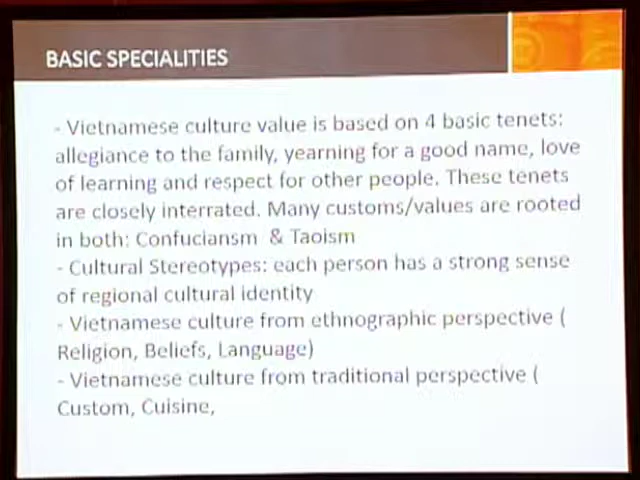 BASIC SPECIALITIES
- Vietnamese culture value is based on 4 basic tenets:
allegiance to the family, yearning for a good name, love
of learning and respect for other people. These tenets
are closely interrated. Many customs/values are rooted
in both: Confuciansm & Taoism
- Cultural Stereotypes: each person has a strong sense
of regional cultural identity
- Vietnamese culture from ethnographic perspective (
Religion, Beliefs, Language)
- Vietnamese culture from traditional perspective (
Custom, Cuisine,